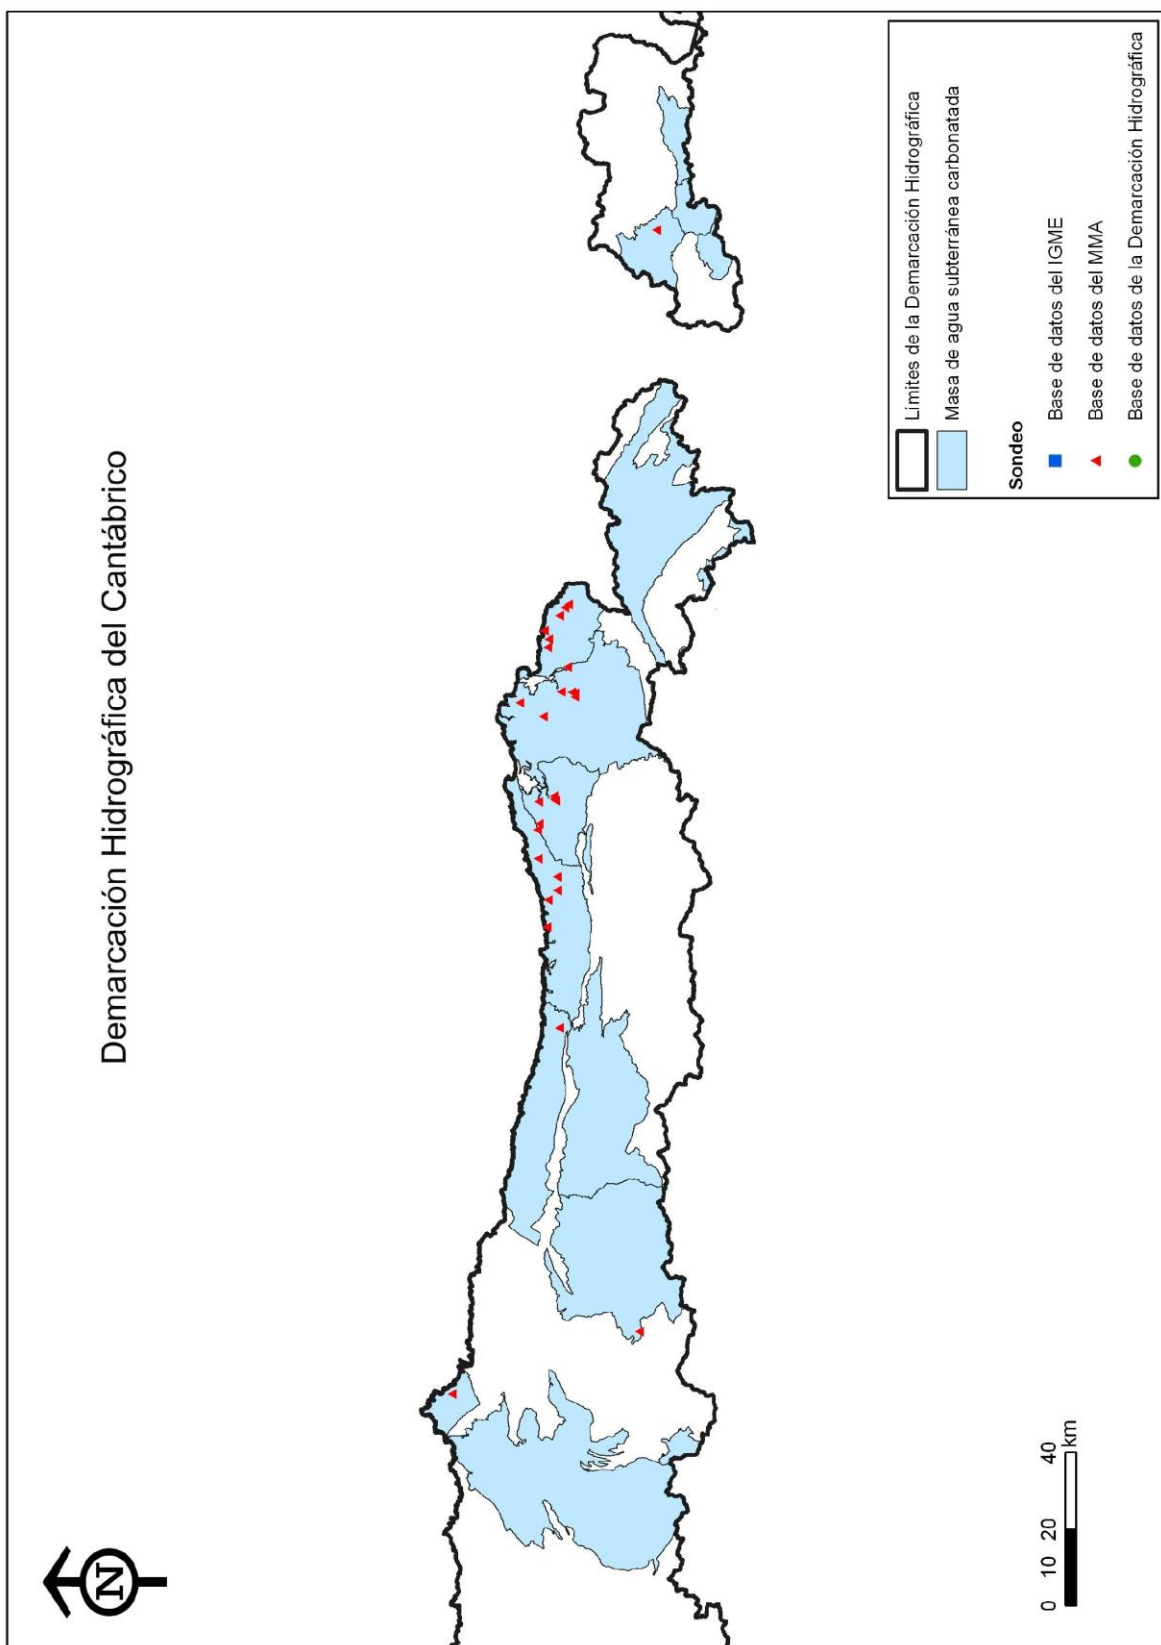 Demarcación Hidrográfica del Cantábrico
N
0 10 20 40
km
Límites de la Demarcación Hidrográfica
Masa de agua subterránea carbonatada
Sondeo
Base de datos del IGME
Base de datos del MMA
Base de datos de la Demarcación Hidrográfica